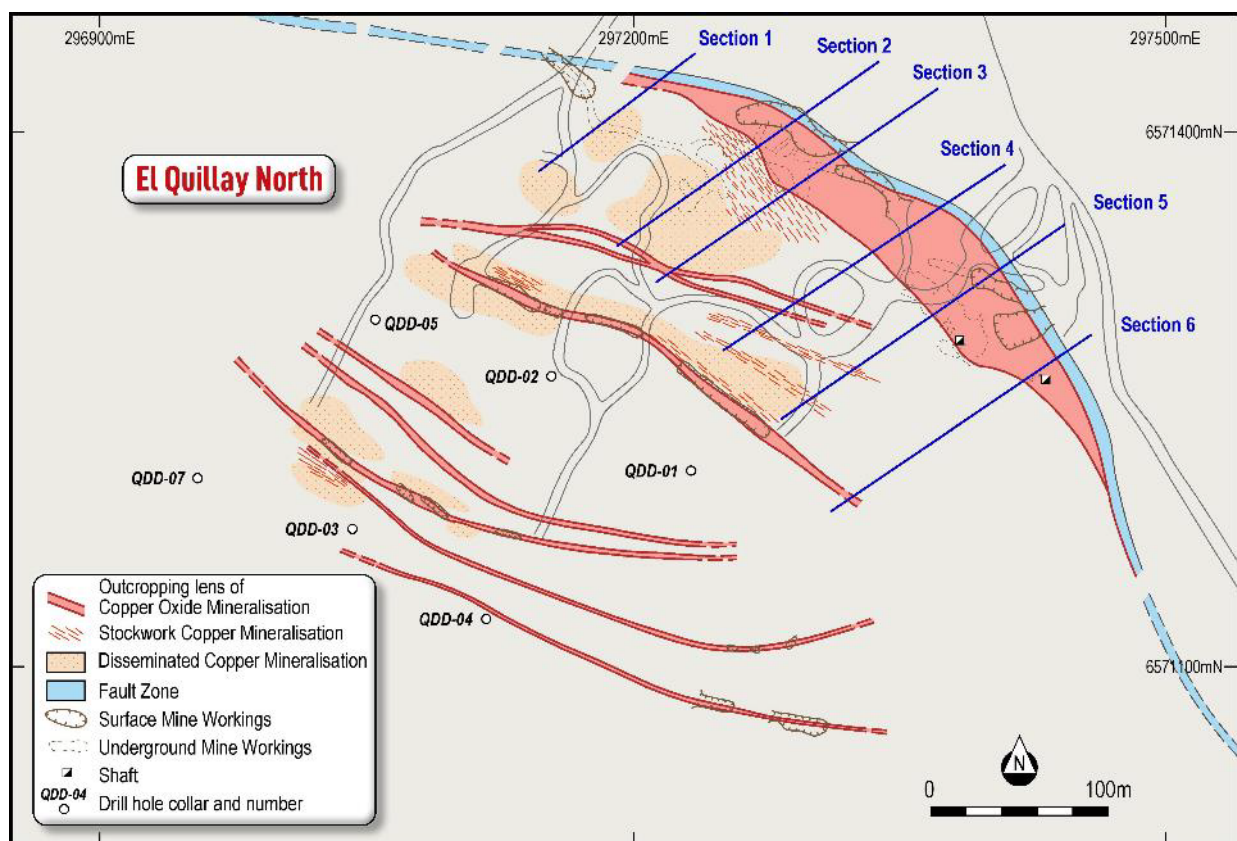 296900mE
297200mE
297500mE
Section 1
Section 2
Section 3
6571400mN
Section 4
El Quillay North
Section 5
QDD-05
Section 6
QDD-02
QDD-01
QDD-07
QDD-03
Outcropping lens of
Copper Oxide Mineralisation
Stockwork Copper Mineralisation
Disseminated Copper Mineralisation
Fault Zone
Surface Mine Workings
Underground Mine Workings
Shaft
QDD-04
Drill hole collar and number
QDD-04
6571100mN
N
0
100m